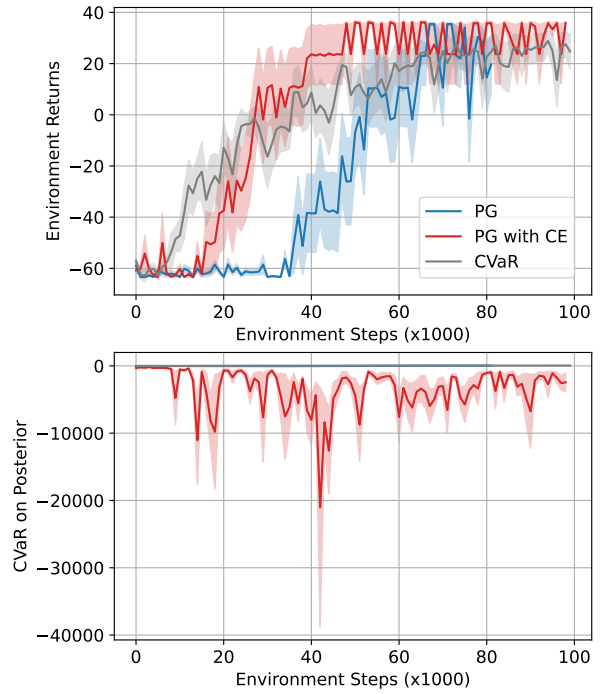 40
20
0
−20
−40
−60
Environment Returns
PG
PG with CE
CVaR
0 20 40 60 80 100
Environment Steps (x1000)
0
−10000
−20000
−30000
−40000
CVaR on Posterior
0 20 40 60 80 100
Environment Steps (x1000)